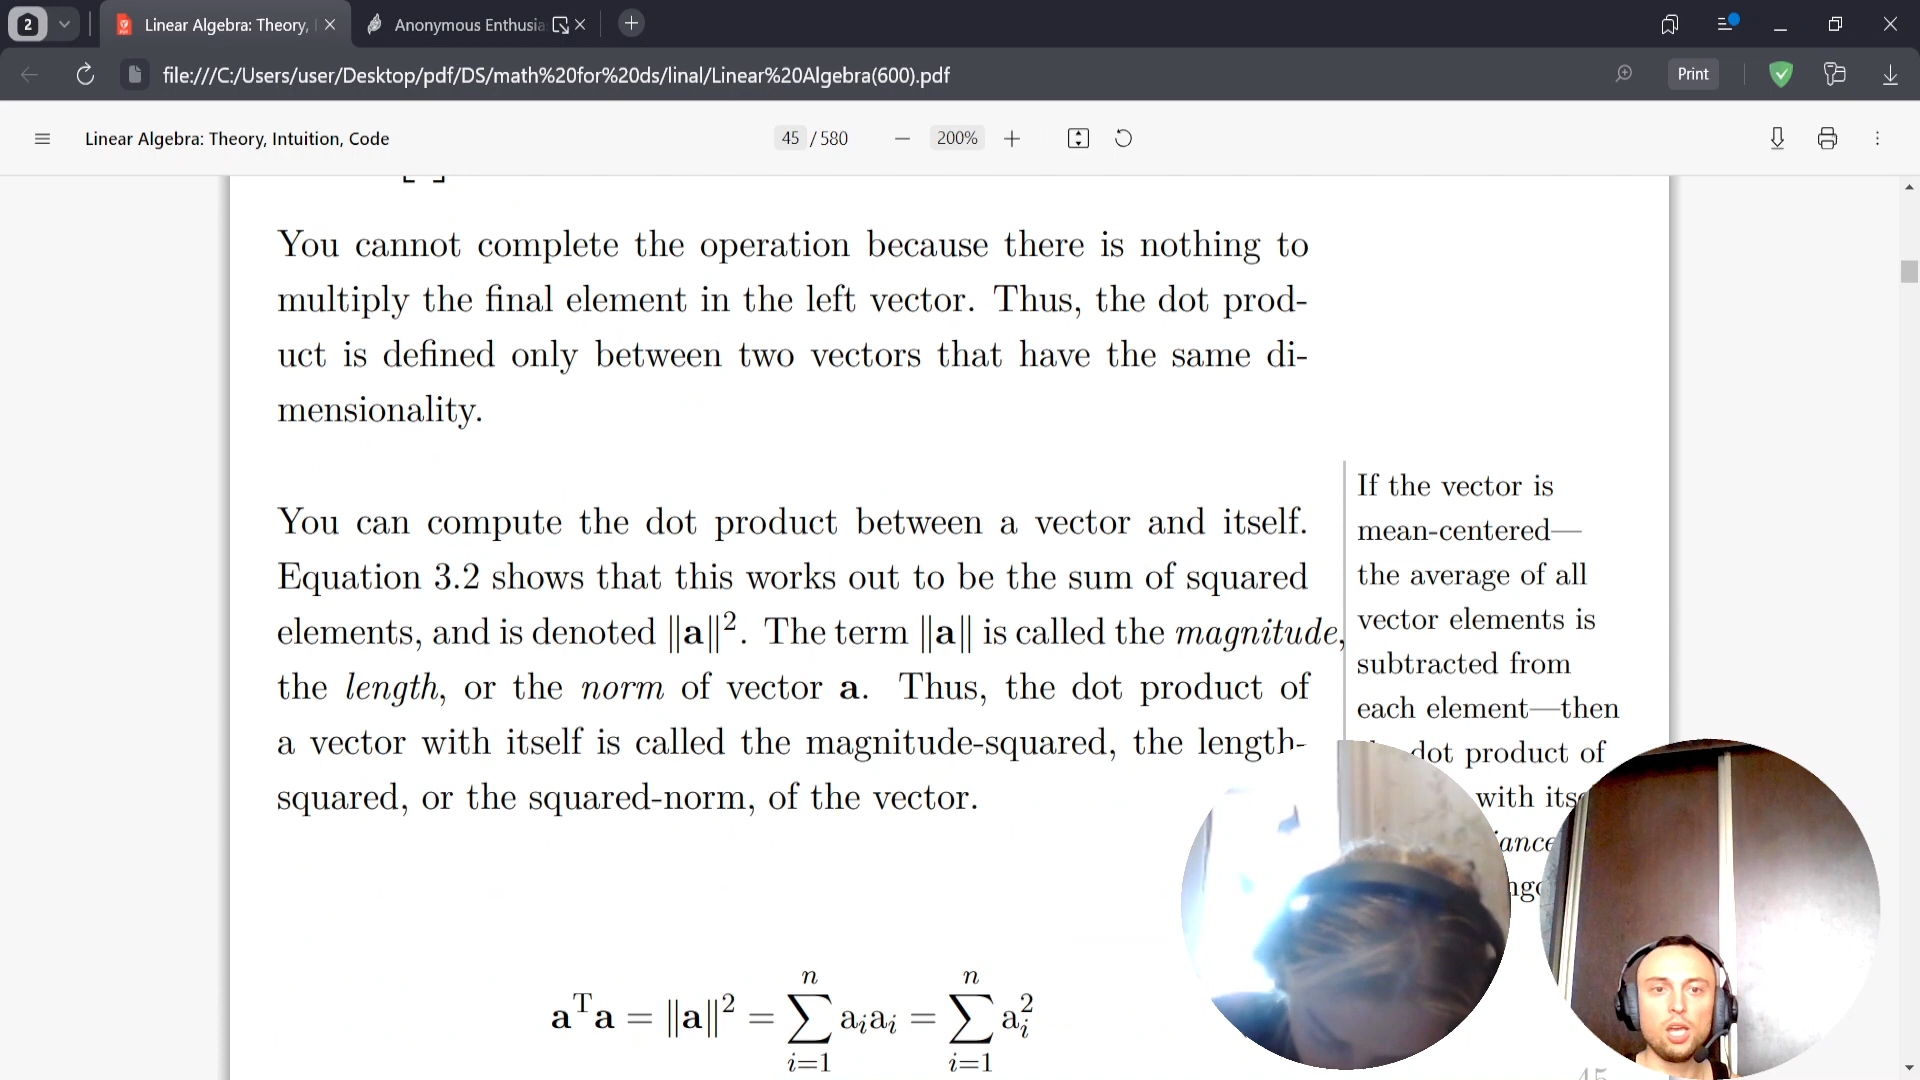 2
Linear Algebra: Theory,
Anonymous Enthusia
file:///C:/Users/user/Desktop/pdf/DS/math%20for%20ds/linal/Linear%20Algebra(600).pdf
Print
Linear Algebra: Theory, Intuition, Code
45 / 580
200%
You cannot complete the operation because there is nothing to
multiply the final element in the left vector. Thus, the dot prod-
uct is defined only between two vectors that have the same di-
mensionality.
You can compute the dot product between a vector and itself.
Equation 3.2 shows that this works out to be the sum of squared
elements, and is denoted ‖a‖². The term ‖a‖ is called the magnitude,
the length, or the norm of vector a. Thus, the dot product of
a vector with itself is called the magnitude-squared, the length-
squared, or the squared-norm, of the vector.
If the vector is
mean-centered—
the average of all
vector elements is
subtracted from
each element—then
dot product of
with
aᵀa = ‖a‖² = ∑ᵢ₌₁ⁿ aᵢaᵢ = ∑ᵢ₌₁ⁿ aᵢ²